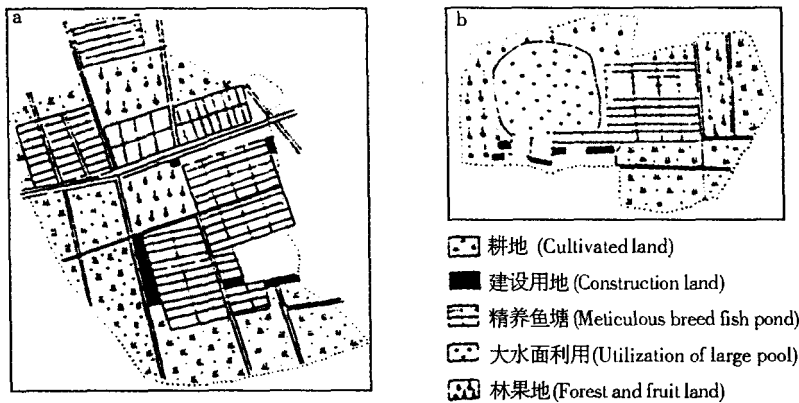 a
b
耕地 (Cultivated land)
建设用地 (Construction land)
精养鱼塘 (Meticulous breed fish pond)
大水面利用 (Utilization of large pool)
林果地 (Forest and fruit land)